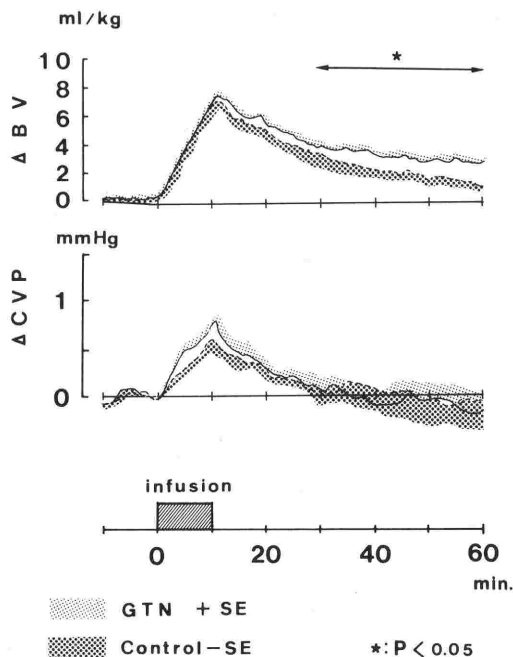 ml/kg
*
10
8
6
4
2
0
Δ B V
mmHg
1
0
Δ C V P
infusion
0 20 40 60
min.
GTN + SE
Control-SE
*: P < 0.05